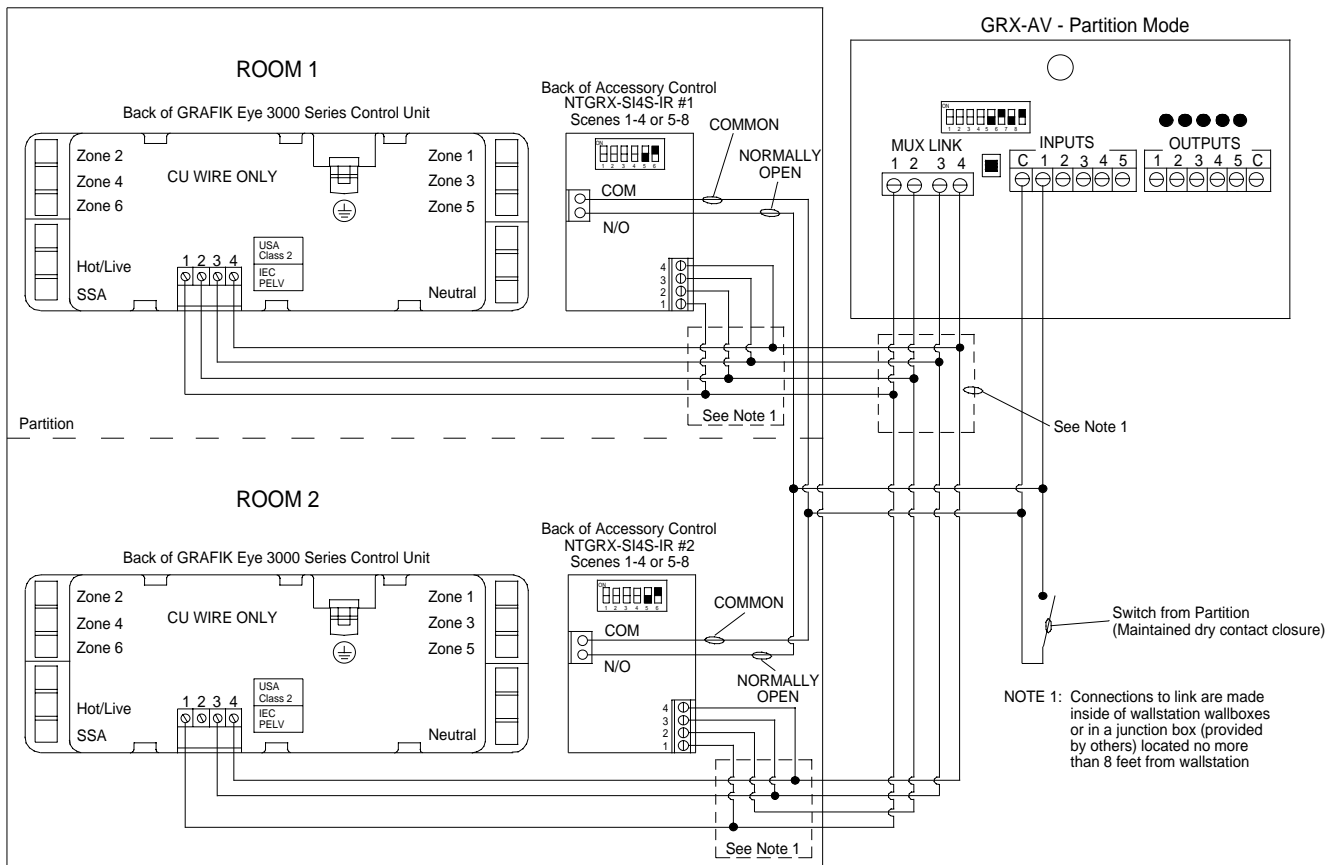 GRX-AV - Partition Mode
ROOM 1
Back of GRAFIK Eye 3000 Series Control Unit
Zone 2
Zone 4
Zone 6
CU WIRE ONLY
Zone 1
Zone 3
Zone 5
Hot/Live
SSA
1 2 3 4
USA
Class 2
IEC
PELV
Neutral
Back of Accessory Control
NTGRX-SI4S-IR #1
Scenes 1-4 or 5-8
ON
1 2 3 4 5 6
COM
N/O
COMMON
NORMALLY
OPEN
4
3
2
1
See Note 1
ON
1 2 3 4 5 6 7 8
MUX LINK
1 2 3 4
INPUTS
C 1 2 3 4 5
OUTPUTS
1 2 3 4 5 C
See Note 1
Partition
ROOM 2
Back of GRAFIK Eye 3000 Series Control Unit
Zone 2
Zone 4
Zone 6
CU WIRE ONLY
Zone 1
Zone 3
Zone 5
Hot/Live
SSA
1 2 3 4
USA
Class 2
IEC
PELV
Neutral
Back of Accessory Control
NTGRX-SI4S-IR #2
Scenes 1-4 or 5-8
ON
1 2 3 4 5 6
COM
N/O
COMMON
NORMALLY
OPEN
4
3
2
1
See Note 1
Switch from Partition
(Maintained dry contact closure)
NOTE 1: Connections to link are made
inside of wallstation wallboxes
or in a junction box (provided
by others) located no more
than 8 feet from wallstation